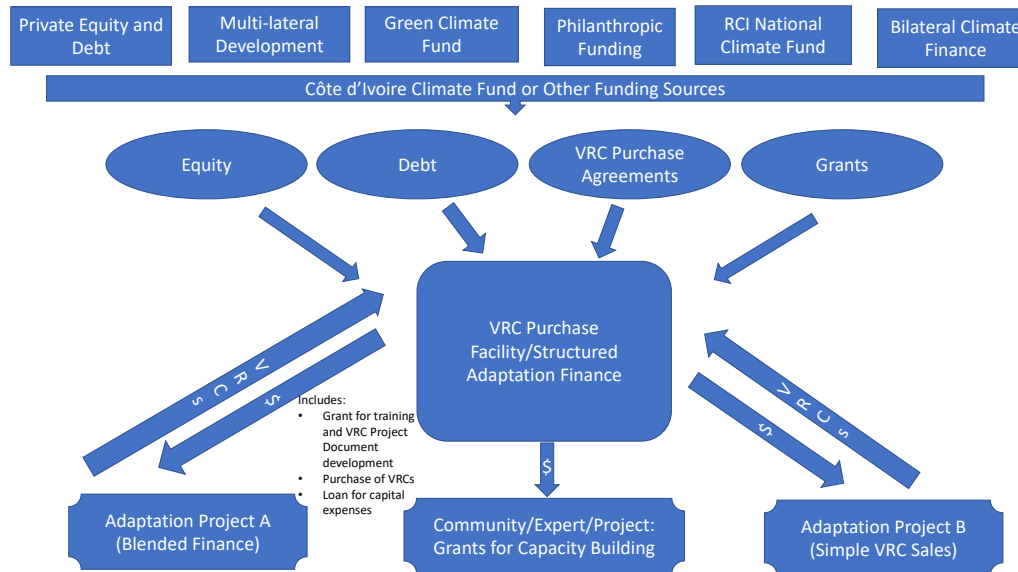 Private Equity and
Debt
Multi-lateral
Development
Green Climate
Fund
Philanthropic
Funding
RCI National
Climate Fund
Bilateral Climate
Finance
Côte d'Ivoire Climate Fund or Other Funding Sources
Equity
Debt
VRC Purchase
Agreements
Grants
VRC Purchase
Facility/Structured
Adaptation Finance
VRCs
$
Includes:
• Grant for training
and VRC Project
Document
development
• Purchase of VRCs
• Loan for capital
expenses
$
VRCs
$
Adaptation Project A
(Blended Finance)
Community/Expert/Project:
Grants for Capacity Building
Adaptation Project B
(Simple VRC Sales)